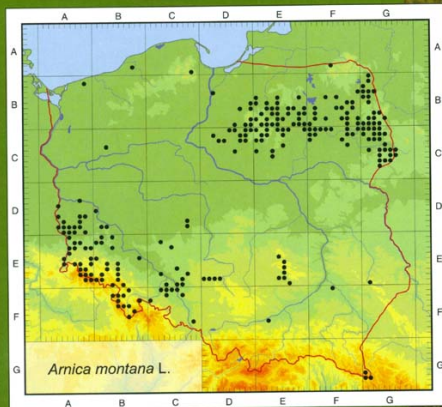 A B C D E F G
A A
B B
C C
D D
E E
F F
G G
Arnica montana L.
A B C D E F G